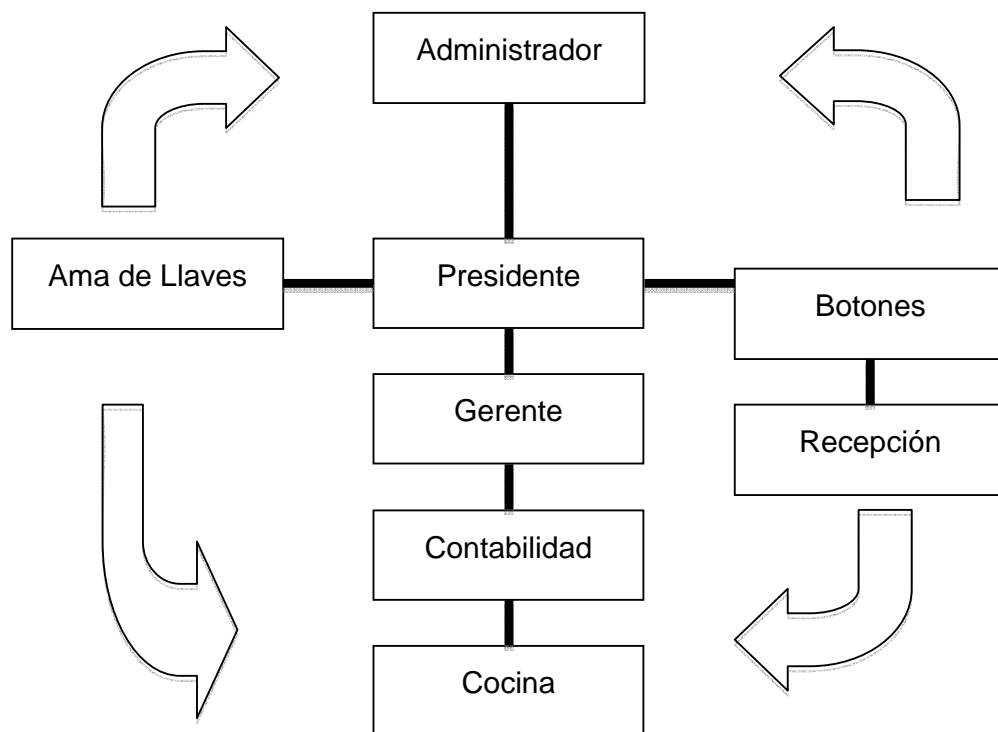 Administrador
Ama de Llaves
Presidente
Botones
Gerente
Recepción
Contabilidad
Cocina